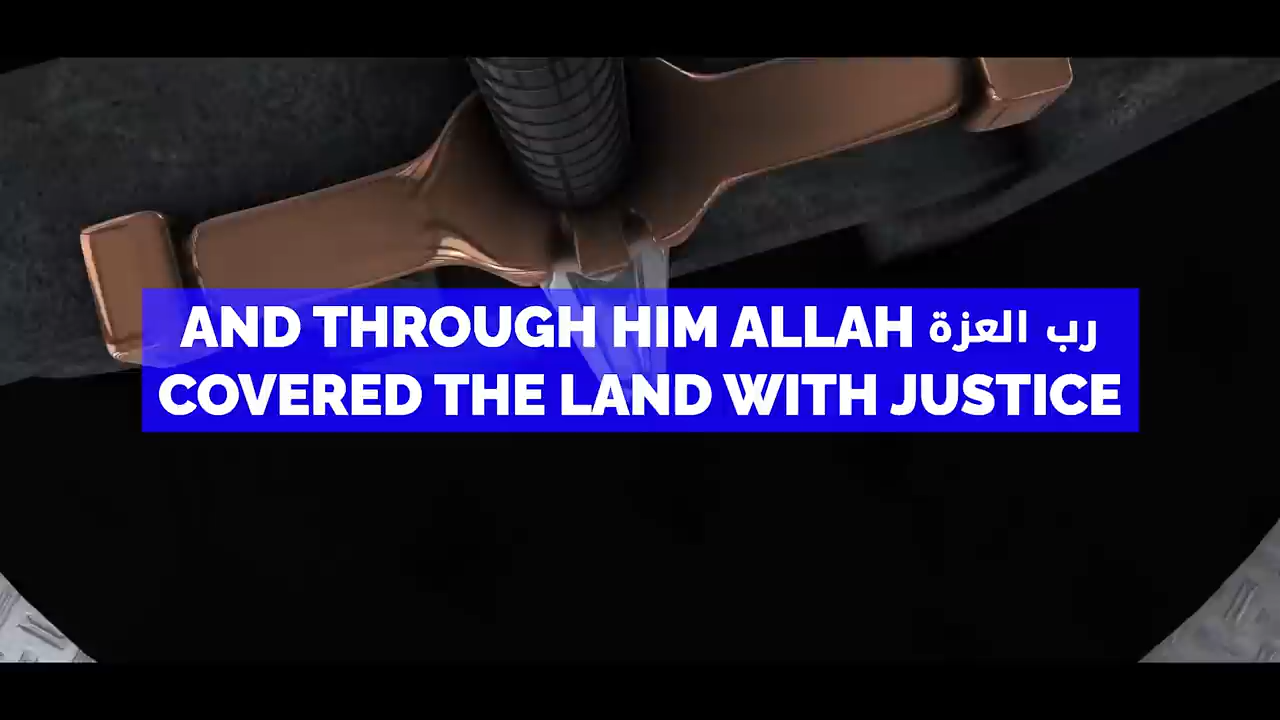 AND THROUGH HIM ALLAH رب العزة
COVERED THE LAND WITH JUSTICE